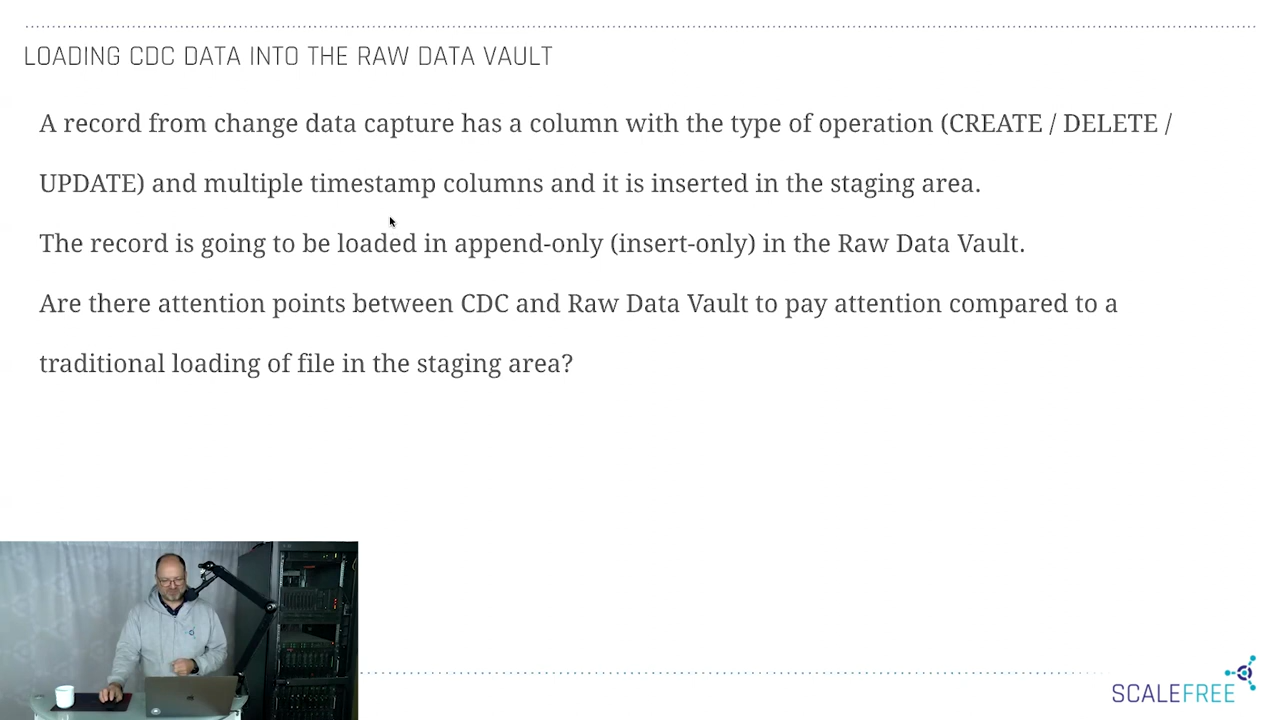 LOADING CDC DATA INTO THE RAW DATA VAULT
A record from change data capture has a column with the type of operation (CREATE / DELETE /
UPDATE) and multiple timestamp columns and it is inserted in the staging area.
The record is going to be loaded in append-only (insert-only) in the Raw Data Vault.
Are there attention points between CDC and Raw Data Vault to pay attention compared to a
traditional loading of file in the staging area?
SCALEFREE